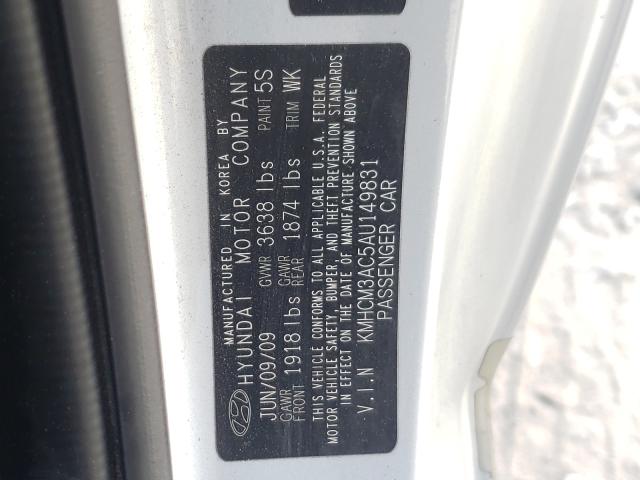 MANUFACTURED IN KOREA BY
HYUNDAI MOTOR COMPANY
JUN/09/09 GVWR 3638 lbs PAINT 5S
GAWR FRONT 1918 lbs GAWR REAR 1874 lbs TRIM WK
THIS VEHICLE CONFORMS TO ALL APPLICABLE U.S.A. FEDERAL
MOTOR VEHICLE SAFETY, BUMPER, AND THEFT PREVENTION STANDARDS
IN EFFECT ON THE DATE OF MANUFACTURE SHOWN ABOVE
V.I.N KMHCM3AC5AU149831
PASSENGER CAR